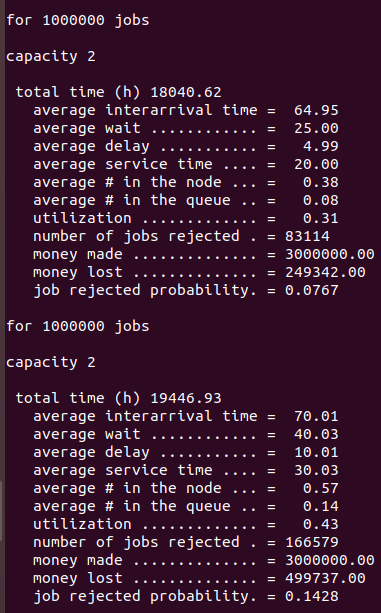 for 1000000 jobs
capacity 2
total time (h) 18040.62
average interarrival time = 64.95
average wait ............ = 25.00
average delay ........... = 4.99
average service time .... = 20.00
average # in the node ... = 0.38
average # in the queue .. = 0.08
utilization ............. = 0.31
number of jobs rejected . = 83114
money made .............. = 3000000.00
money lost .............. = 249342.00
job rejected probability. = 0.0767
for 1000000 jobs
capacity 2
total time (h) 19446.93
average interarrival time = 70.01
average wait ............ = 40.03
average delay ........... = 10.01
average service time .... = 30.03
average # in the node ... = 0.57
average # in the queue .. = 0.14
utilization ............. = 0.43
number of jobs rejected . = 166579
money made .............. = 3000000.00
money lost .............. = 499737.00
job rejected probability. = 0.1428